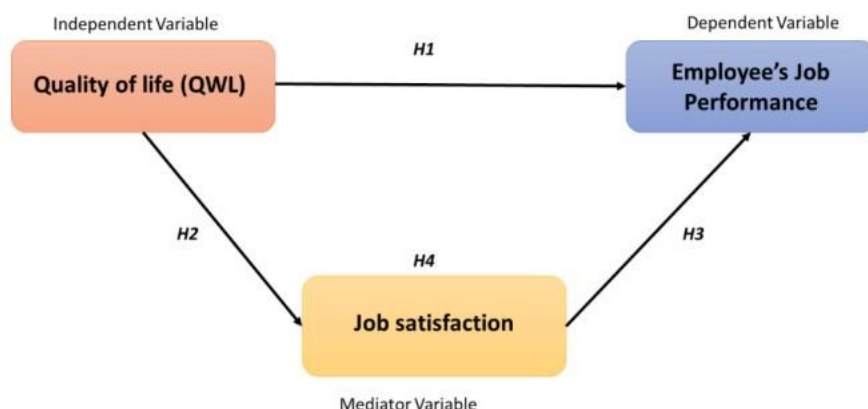 Independent Variable
Dependent Variable
Quality of life (QWL)
H1
Employee’s Job
Performance
H2
H3
H4
Job satisfaction
Mediator Variable